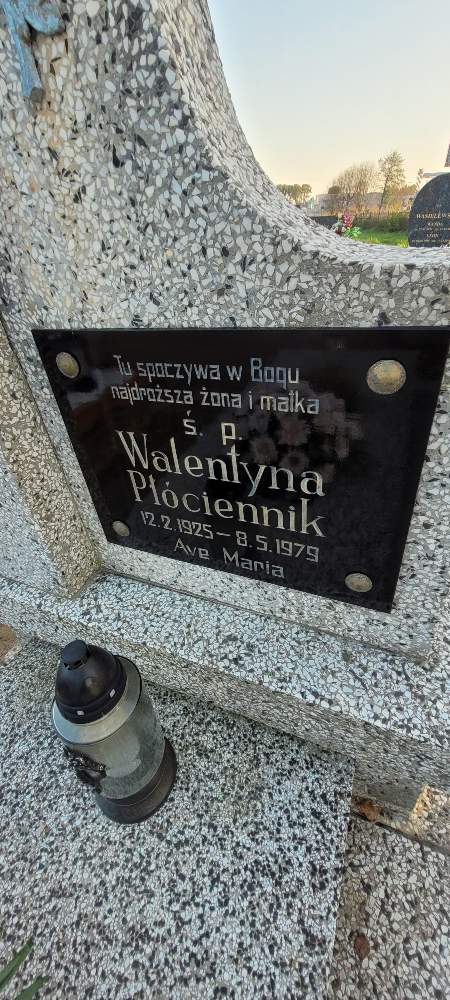 Tu spoczywa w Bogu
najdroższa żona i matka
ś. p.
Walentyna
Płóciennik
12.2.1925–8.5.1979
Ave Maria